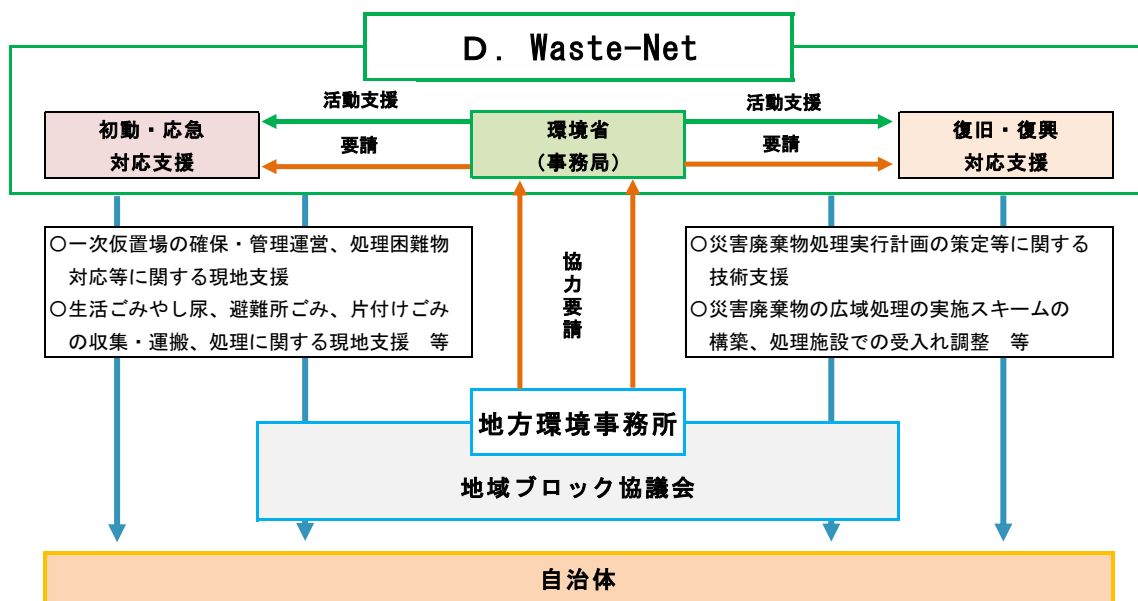 D. Waste-Net
活動支援
活動支援
初動・応急
対応支援
環境省
(事務局)
復旧・復興
対応支援
要請
要請
○一次仮置場の確保・管理運営、処理困難物
対応等に関する現地支援
○生活ごみやし尿、避難所ごみ、片付けごみ
の収集・運搬、処理に関する現地支援 等
協力要請
○災害廃棄物処理実行計画の策定等に関する
技術支援
○災害廃棄物の広域処理の実施スキームの
構築、処理施設での受入れ調整 等
地方環境事務所
地域ブロック協議会
自治体